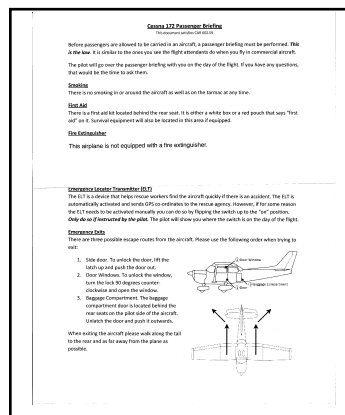 Cessna 172 Passenger Briefing
This document satisfies CAR 602.89
Before passengers are allowed to carried in an aircraft, a passenger briefing must be performed. This
is the law. It is similar to the ones you see the flight attendants do when you fly in commercial aircraft.
The pilot will go over the passenger briefing with you on the day of the flight. If you have any questions,
that would be the time to ask them.
Smoking
There is no smoking in or around the aircraft as well as on the tarmac at any time.
First Aid
There is a first aid kit located behind the rear seat. It is either a white box or a red pouch that says "first
aid" on it. Survival equipment will also be located in this area if equipped.
Fire Extinguisher
This airplane is not equipped with a fire extinguisher.
Emergency Locator Transmitter (ELT)
The ELT is a device that helps rescue workers find the aircraft quickly if there is an accident. The ELT is
automatically activated and sends GPS co-ordinates to the rescue agency. However, if for some reason
the ELT needs to be activated manually you can do so by flipping the switch up to the "on" position.
Only do so if instructed by the pilot. The pilot will show you where the switch is on the day of the flight.
Emergency Exits
There are three possible escape routes from the aircraft. Please use the following order when trying to
exit:
1. Side door. To unlock the door, lift the
latch up and push the door out.
2. Door Windows. To unlock the window,
turn the lock 90 degrees counter-
clockwise and open the window.
3. Baggage Compartment. The baggage
compartment door is located behind the
rear seats on the pilot side of the aircraft.
Unlatch the door and push it outwards.
When exiting the aircraft please walk along the tail
to the rear and as far away from the plane as
possible.
Door Window
Baggage Compartment
Door